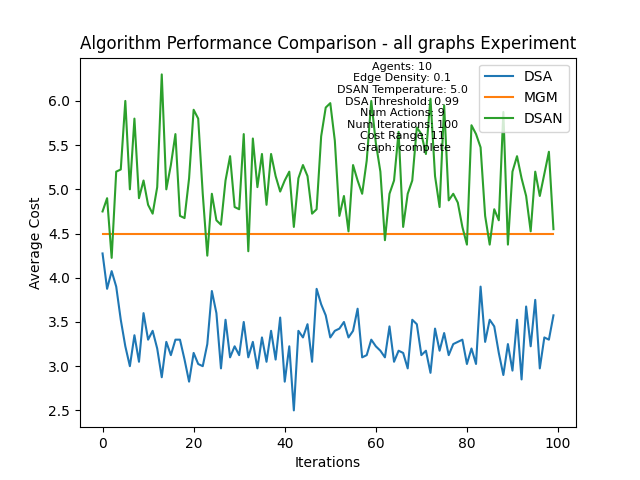 Algorithm Performance Comparison - all graphs Experiment
Agents: 10
Edge Density: 0.1
DSAN Temperature: 5.0
DSA Threshold: 0.99
Num Actions: 9
Num Iterations: 100
Cost Range: 11
Graph: complete
DSA
MGM
DSAN
Average Cost
6.0
5.5
5.0
4.5
4.0
3.5
3.0
2.5
0 20 40 60 80 100
Iterations